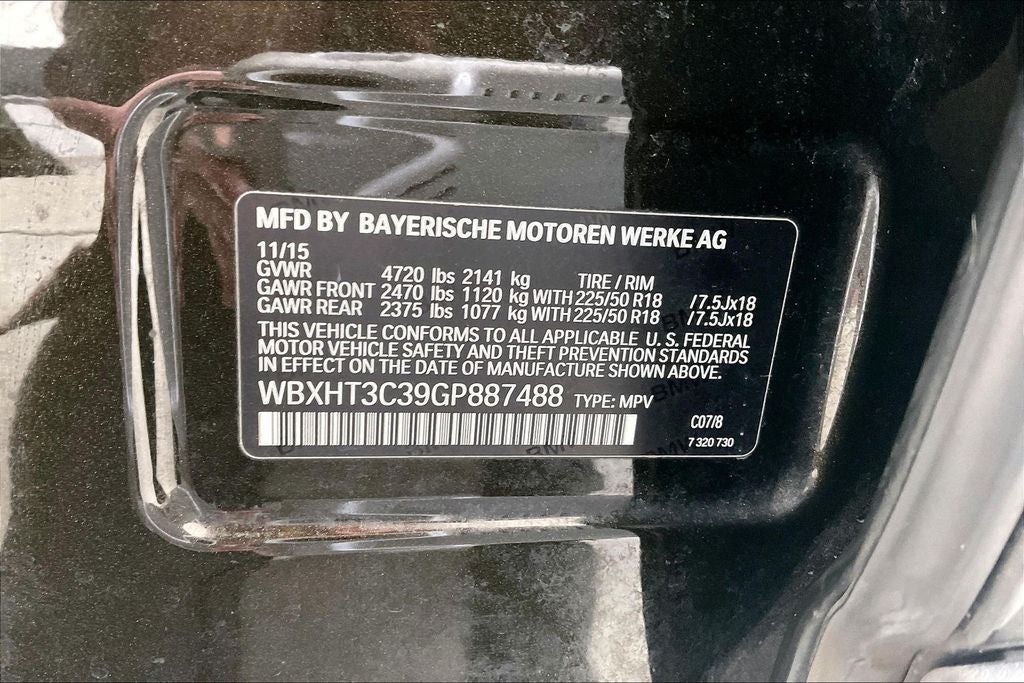 MFD BY BAYERISCHE MOTOREN WERKE AG
11/15
GVWR 4720 lbs 2141 kg TIRE / RIM
GAWR FRONT 2470 lbs 1120 kg WITH 225/50 R18 /7.5Jx18
GAWR REAR 2375 lbs 1077 kg WITH 225/50 R18 /7.5Jx18
THIS VEHICLE CONFORMS TO ALL APPLICABLE U.S. FEDERAL
MOTOR VEHICLE SAFETY AND THEFT PREVENTION STANDARDS
IN EFFECT ON THE DATE OF MANUFACTURE SHOWN ABOVE.
WBXHT3C39GP887488 TYPE: MPV
C07/8
7 320 730